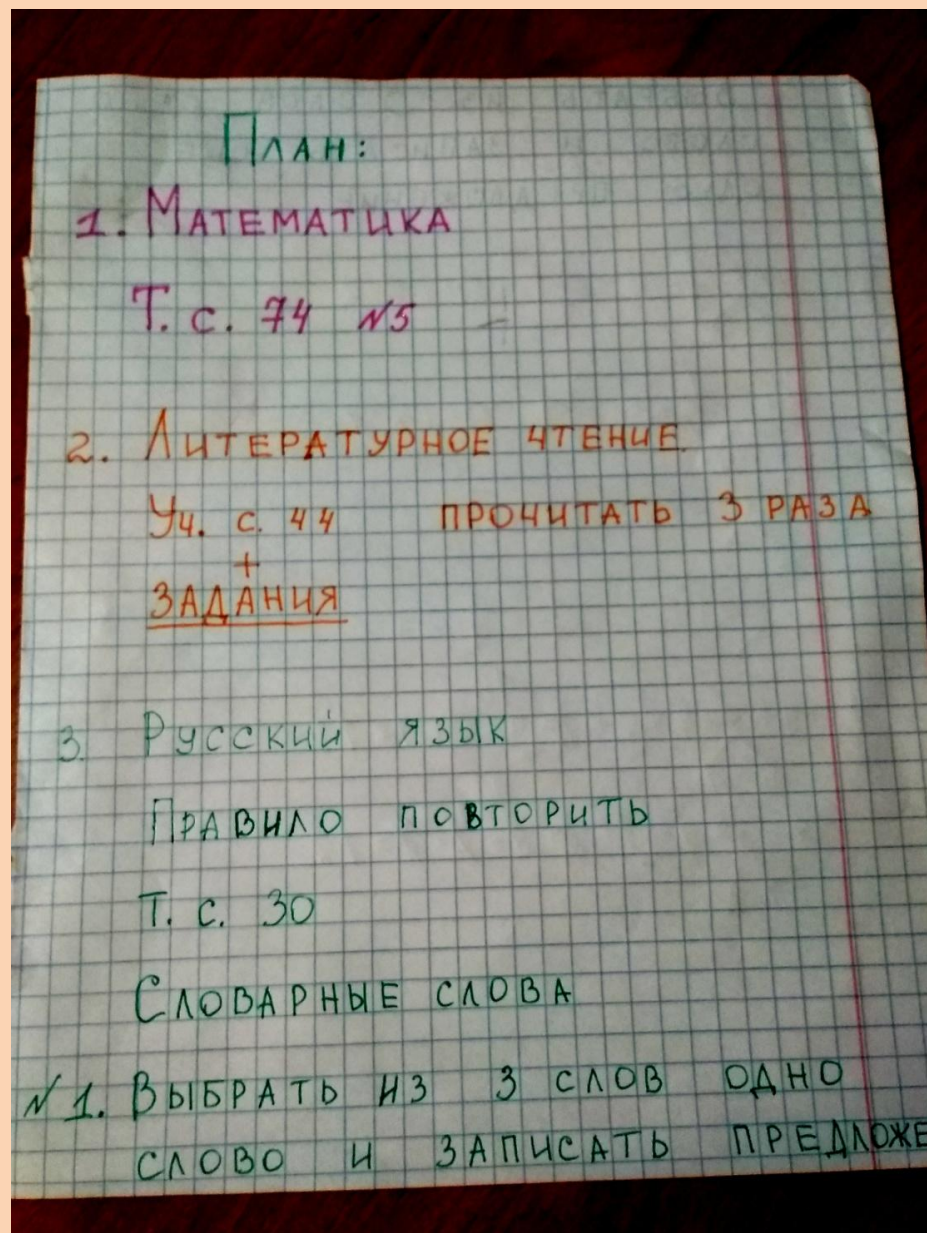 План:
1. Математика
Т. с. 74 №5
2. Литературное чтение.
Уч. с. 44 прочитать 3 раза
+
задания
3. Русский язык
Правило повторить
Т. с. 30
Словарные слова
№1. Выбрать из 3 слов одно
слово и записать предложе